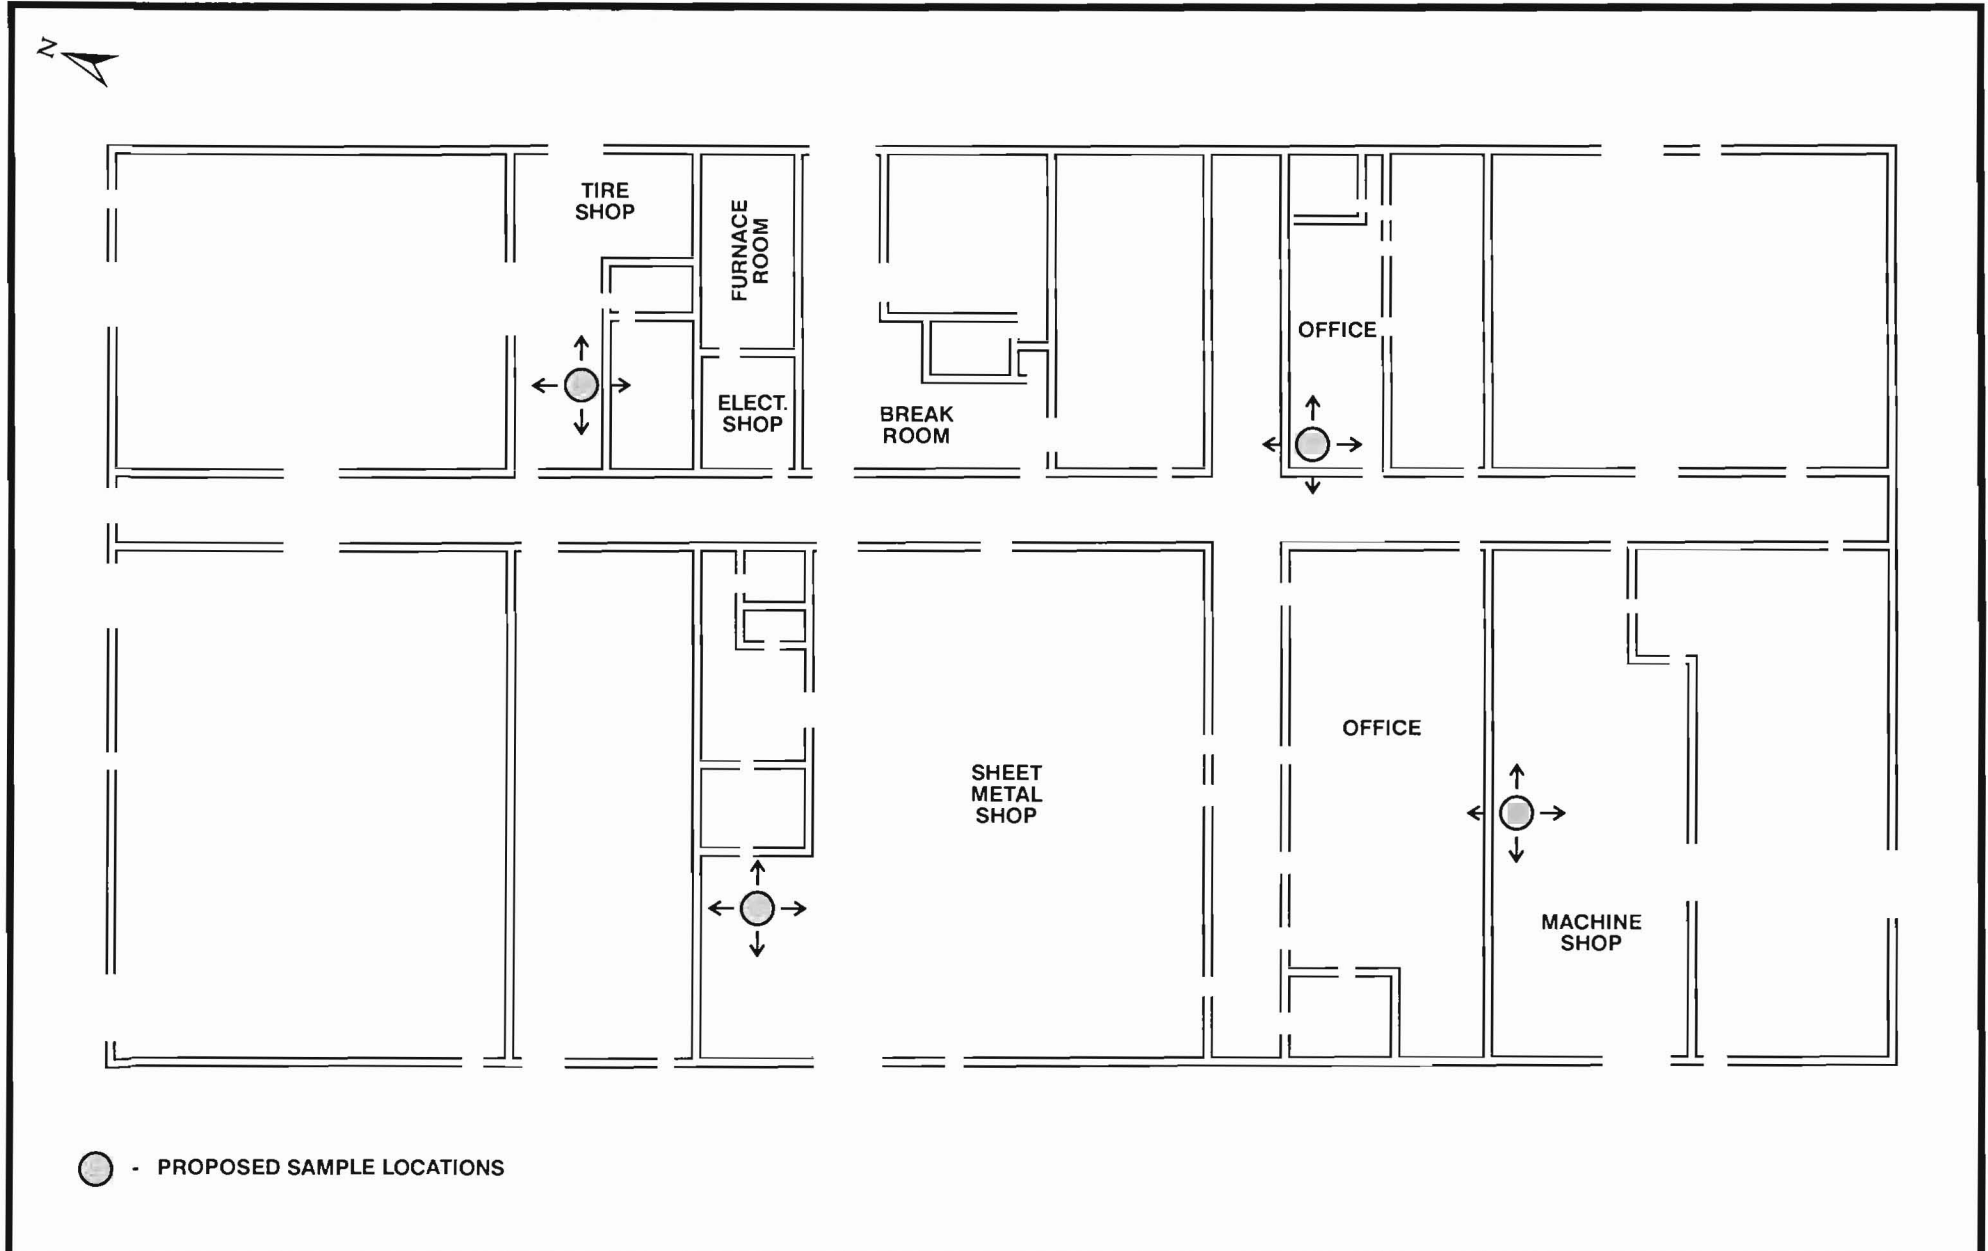 N
TIRE
SHOP
FURNACE
ROOM
ELECT.
SHOP
BREAK
ROOM
OFFICE
SHEET
METAL
SHOP
OFFICE
MACHINE
SHOP
- PROPOSED SAMPLE LOCATIONS